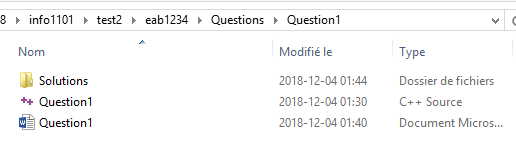 8 › info1101 › test2 › eab1234 › Questions › Question1
Nom Modifié le Type
Solutions 2018-12-04 01:44 Dossier de fichiers
Question1 2018-12-04 01:30 C++ Source
Question1 2018-12-04 01:40 Document Micros...